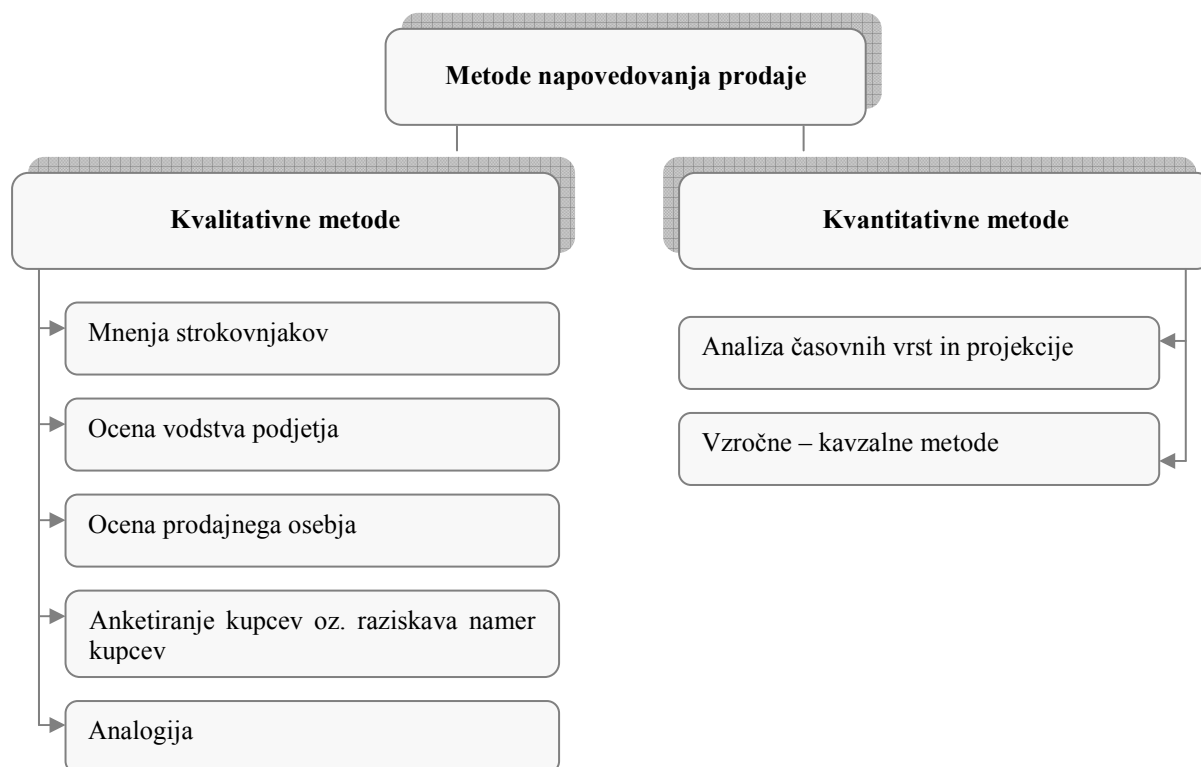 Metode napovedovanja prodaje
Kvalitativne metode
Mnenja strokovnjakov
Ocena vodstva podjetja
Ocena prodajnega osebja
Anketiranje kupcev oz. raziskava namer
kupcev
Analogija
Kvantitativne metode
Analiza časovnih vrst in projekcije
Vzročne – kavzalne metode